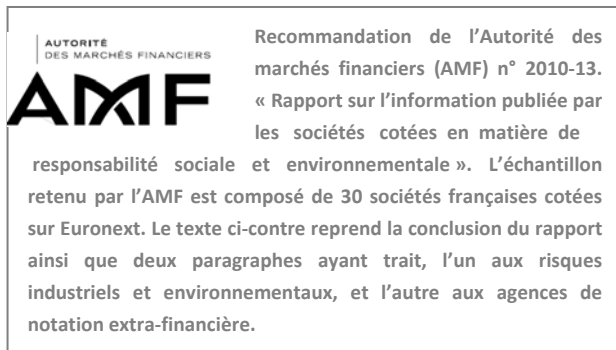 AUTORITÉ
DES MARCHÉS FINANCIERS
AMF
Recommandation de l’Autorité des
marchés financiers (AMF) n° 2010-13.
« Rapport sur l’information publiée par
les sociétés cotées en matière de
responsabilité sociale et environnementale ». L’échantillon
retenu par l’AMF est composé de 30 sociétés françaises cotées
sur Euronext. Le texte ci-contre reprend la conclusion du rapport
ainsi que deux paragraphes ayant trait, l’un aux risques
industriels et environnementaux, et l’autre aux agences de
notation extra-financière.